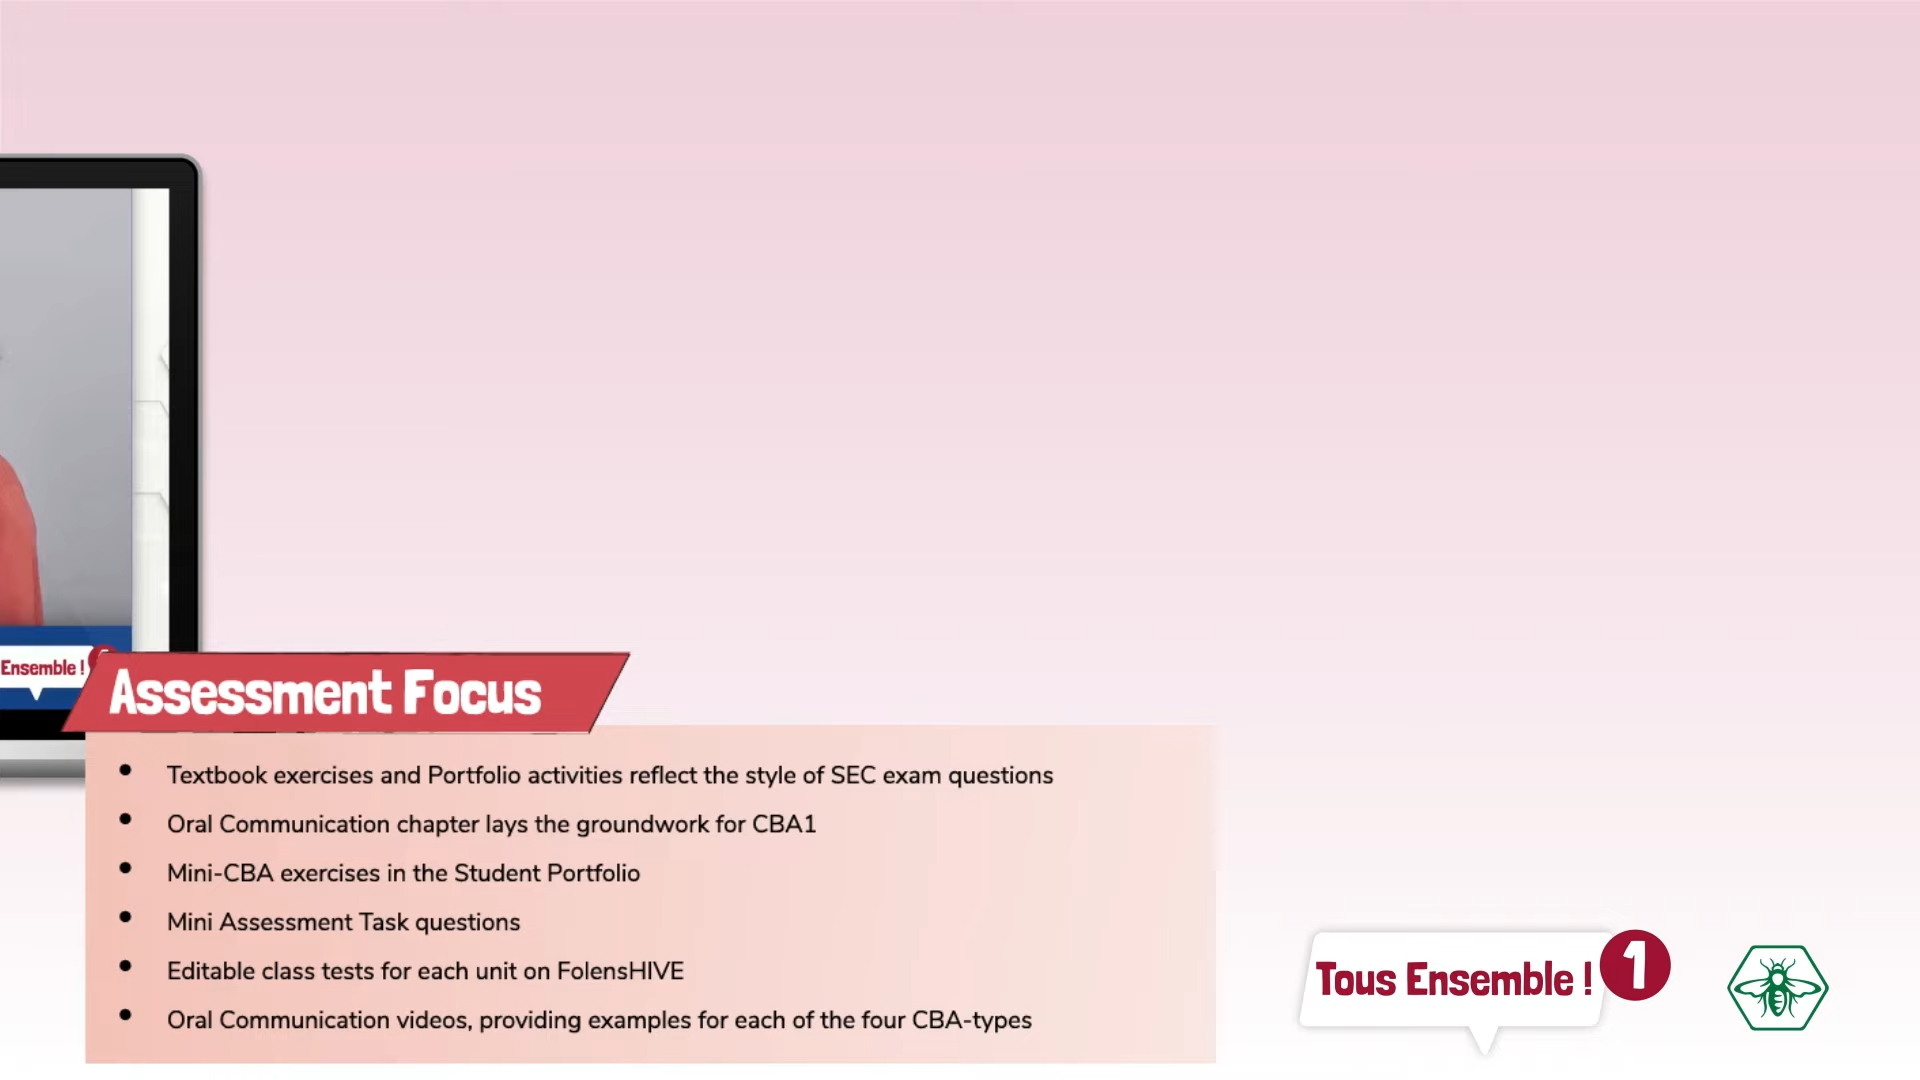 Ensemble !
Assessment Focus
• Textbook exercises and Portfolio activities reflect the style of SEC exam questions
• Oral Communication chapter lays the groundwork for CBA1
• Mini-CBA exercises in the Student Portfolio
• Mini Assessment Task questions
• Editable class tests for each unit on FolensHIVE
• Oral Communication videos, providing examples for each of the four CBA-types
Tous Ensemble ! 1